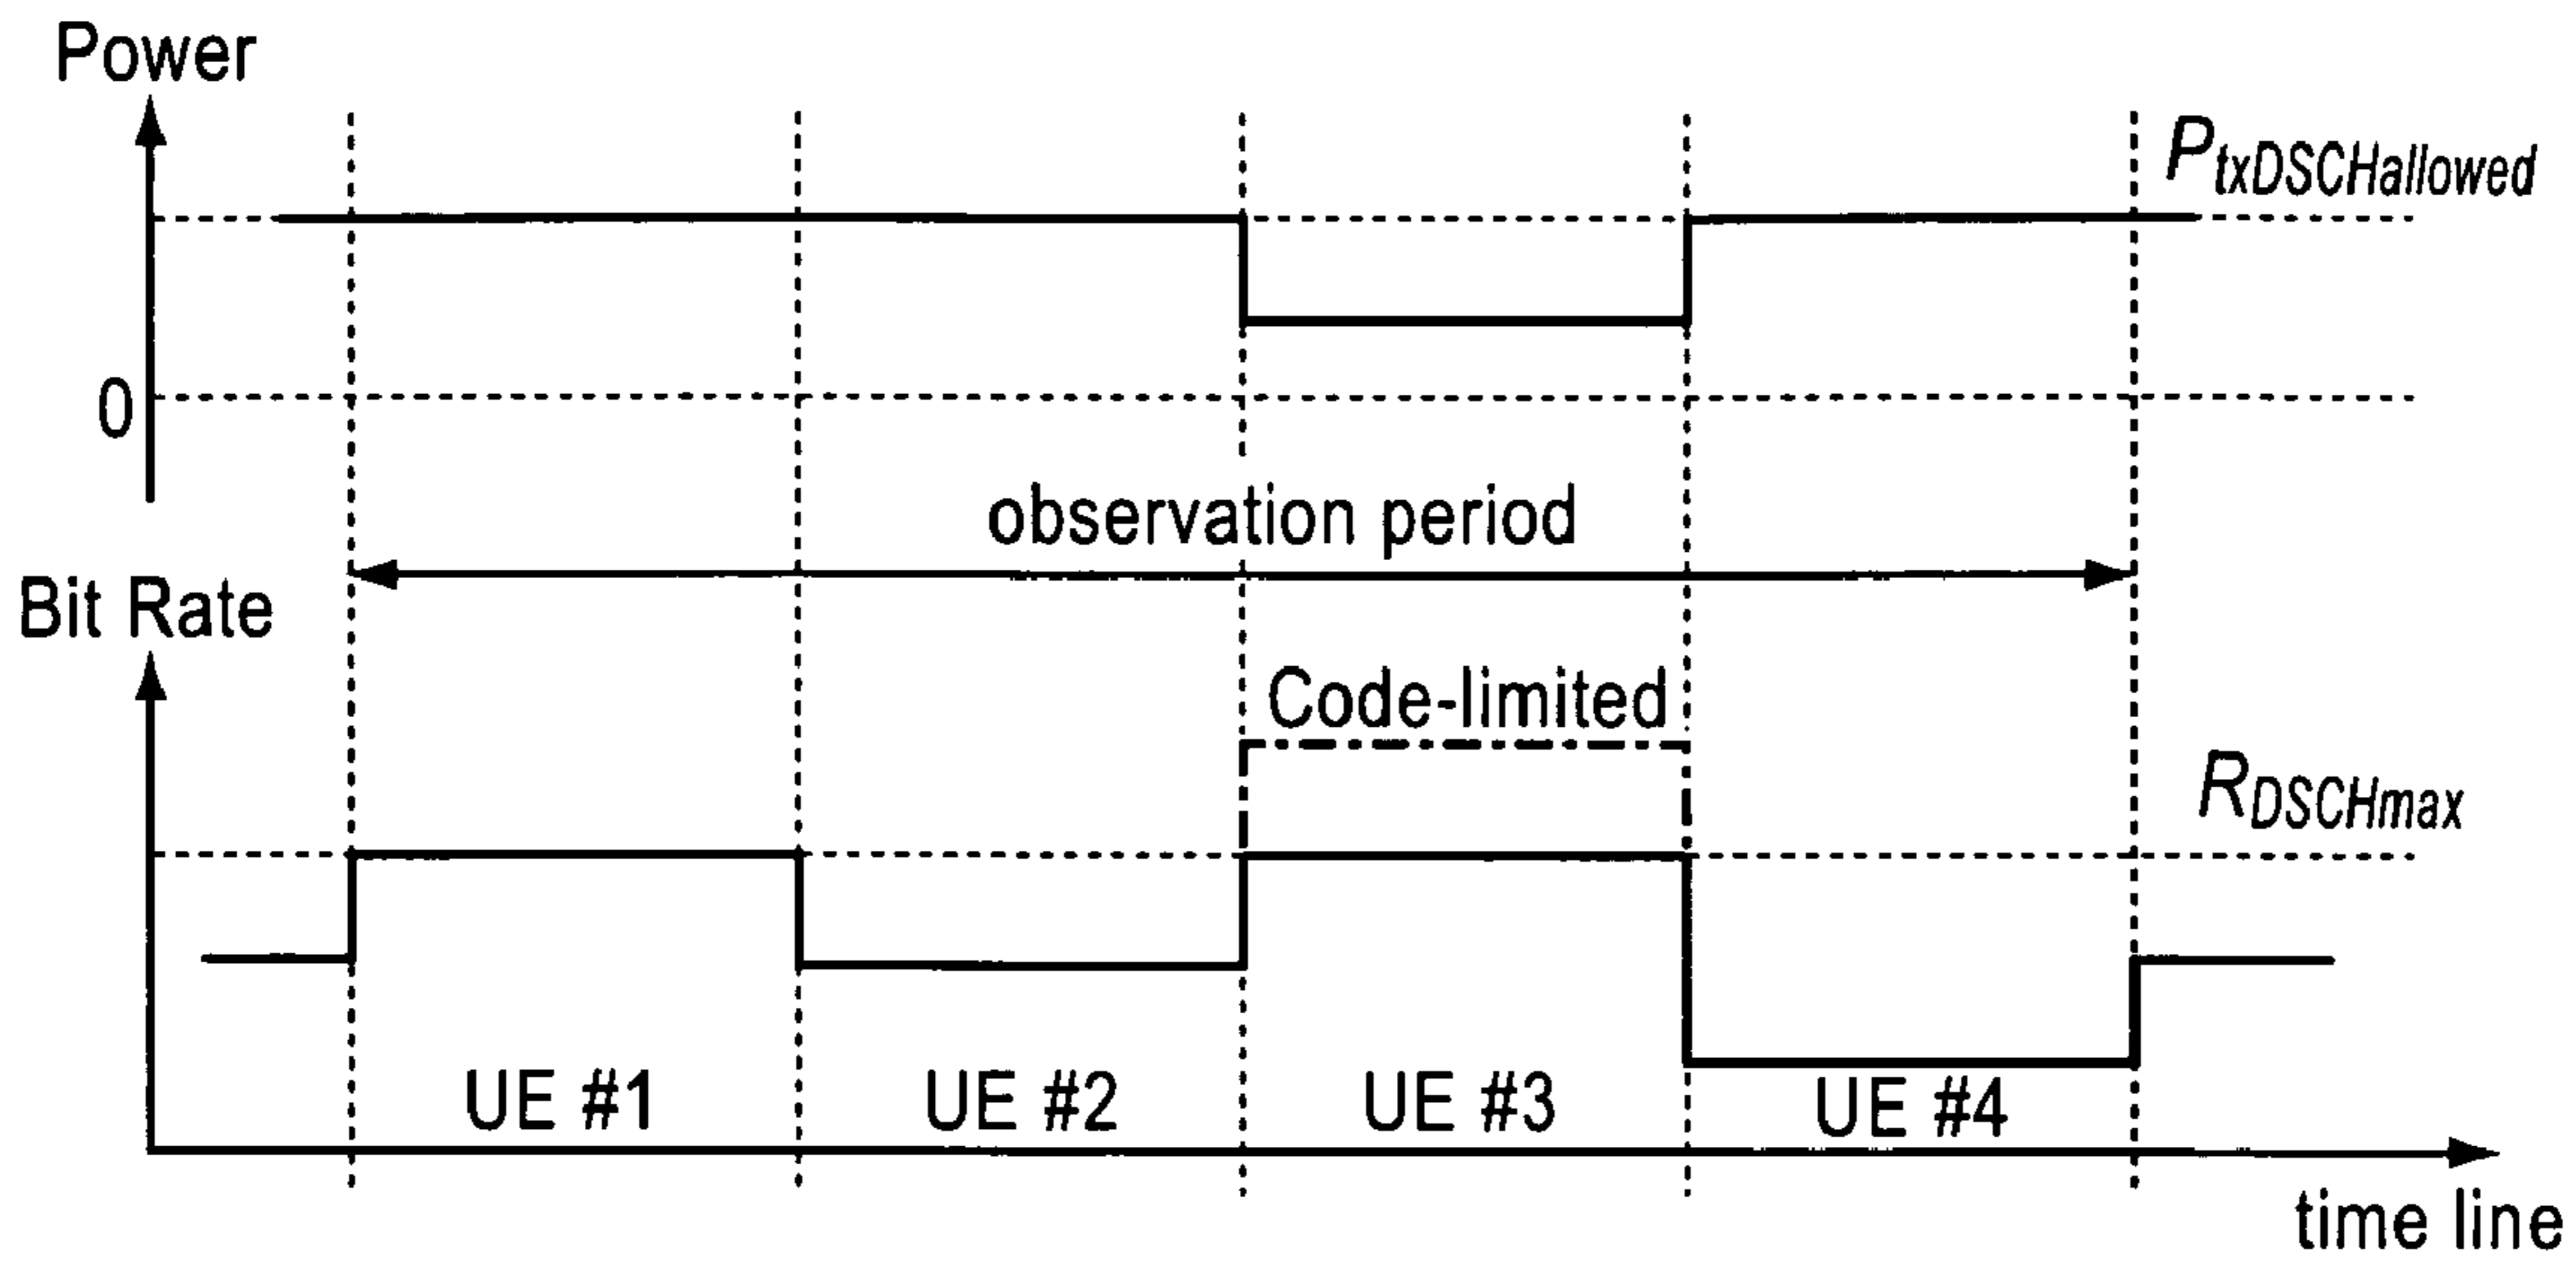 Power
PtxDSCHallowed
0
observation period
Bit Rate
Code-limited
RDSCHmax
UE #1
UE #2
UE #3
UE #4
time line